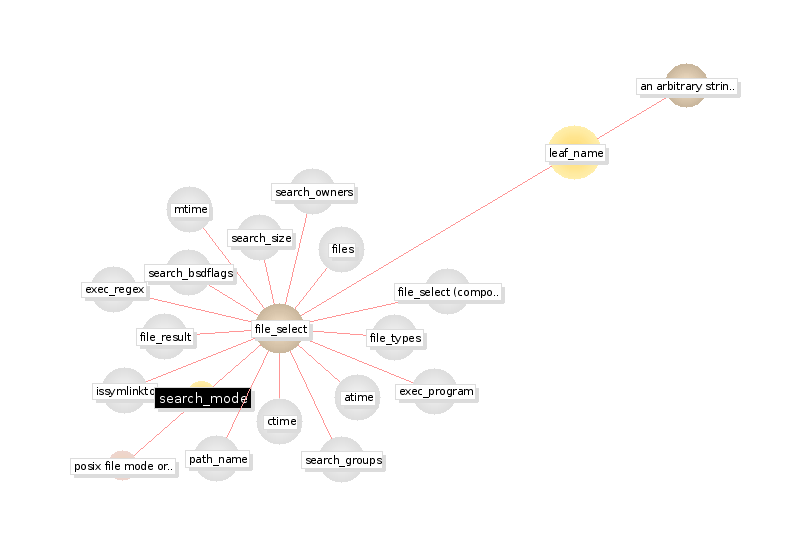 an arbitrary strin..
leaf_name
search_owners
mtime
search_size
files
search_bsdflags
exec_regex
file_select (compo..
file_select
file_result
file_types
issymlinkto
search_mode
exec_program
atime
ctime
path_name
search_groups
posix file mode or..